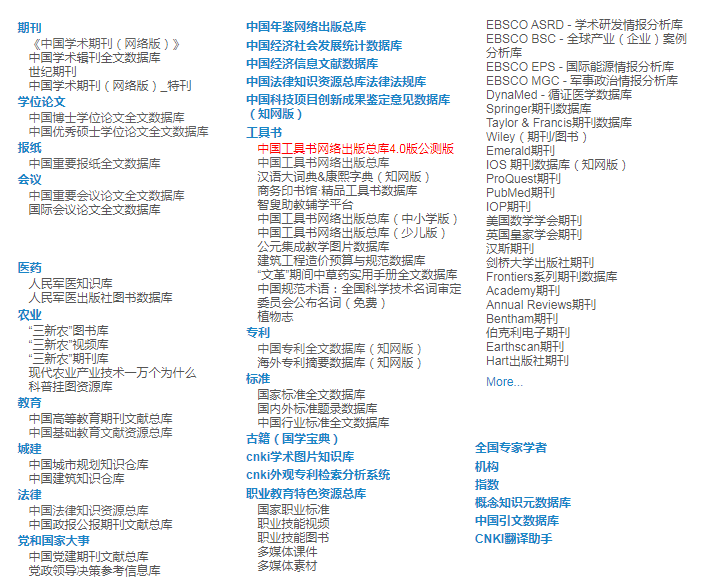 期刊
《中国学术期刊（网络版）》
中国学术辑刊全文数据库
世纪期刊
中国学术期刊（网络版）_特刊
学位论文
中国博士学位论文全文数据库
中国优秀硕士学位论文全文数据库
报纸
中国重要报纸全文数据库
会议
中国重要会议论文全文数据库
国际会议论文全文数据库
医药
人民军医知识库
人民军医出版社图书数据库
农业
“三新农”图书库
“三新农”视频库
“三新农”期刊库
现代农业产业技术一万个为什么
科普挂图资源库
教育
中国高等教育期刊文献总库
中国基础教育文献资源总库
城建
中国城市规划知识仓库
中国建筑知识仓库
法律
中国法律知识资源总库
中国政报公报期刊文献总库
党和国家大事
中国党建期刊文献总库
党政领导决策参考信息库
中国年鉴网络出版总库
中国经济社会发展统计数据库
中国经济信息文献数据库
中国法律知识资源总库法律法规库
中国科技项目创新成果鉴定意见数据库
（知网版）
工具书
中国工具书网络出版总库4.0版公测版
中国工具书网络出版总库
汉语大词典&康熙字典（知网版）
商务印书馆·精品工具书数据库
智叟助教辅学平台
中国工具书网络出版总库（中小学版）
中国工具书网络出版总库（少儿版）
公元集成教学图片数据库
建筑工程造价预算与规范数据库
“文革”期间中草药实用手册全文数据库
中国规范术语：全国科学技术名词审定
委员会公布名词（免费）
植物志
专利
中国专利全文数据库（知网版）
海外专利摘要数据库（知网版）
标准
国家标准全文数据库
国内外标准题录数据库
中国行业标准全文数据库
古籍（国学宝典）
cnki学术图片知识库
cnki外观专利检索分析系统
职业教育特色资源总库
国家职业标准
职业技能视频
职业技能图书
多媒体课件
多媒体素材
EBSCO ASRD - 学术研发情报分析库
EBSCO BSC - 全球产业（企业）案例
分析库
EBSCO EPS - 国际能源情报分析库
EBSCO MGC - 军事政治情报分析库
DynaMed - 循证医学数据库
Springer期刊数据库
Taylor & Francis期刊数据库
Wiley（期刊/图书）
Emerald期刊
IOS 期刊数据库（知网版）
ProQuest期刊
PubMed期刊
IOP期刊
美国数学学会期刊
英国皇家学会期刊
汉斯期刊
剑桥大学出版社期刊
Frontiers系列期刊数据库
Academy期刊
Annual Reviews期刊
Bentham期刊
伯克利电子期刊
Earthscan期刊
Hart出版社期刊
More...
全国专家学者
机构
指数
概念知识元数据库
中国引文数据库
CNKI翻译助手